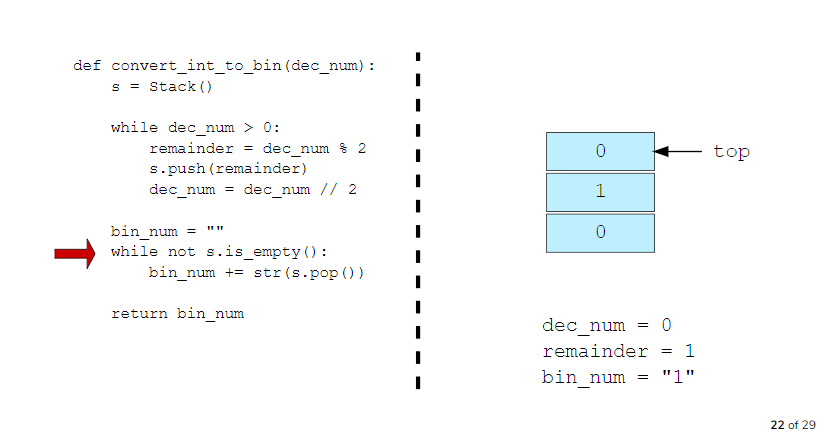 def convert_int_to_bin(dec_num):
    s = Stack()
    while dec_num > 0:
        remainder = dec_num % 2
        s.push(remainder)
        dec_num = dec_num // 2
    bin_num = ""
    while not s.is_empty():
        bin_num += str(s.pop())
    return bin_num
0
top
1
0
dec_num = 0
remainder = 1
bin_num = "1"
22 of 29